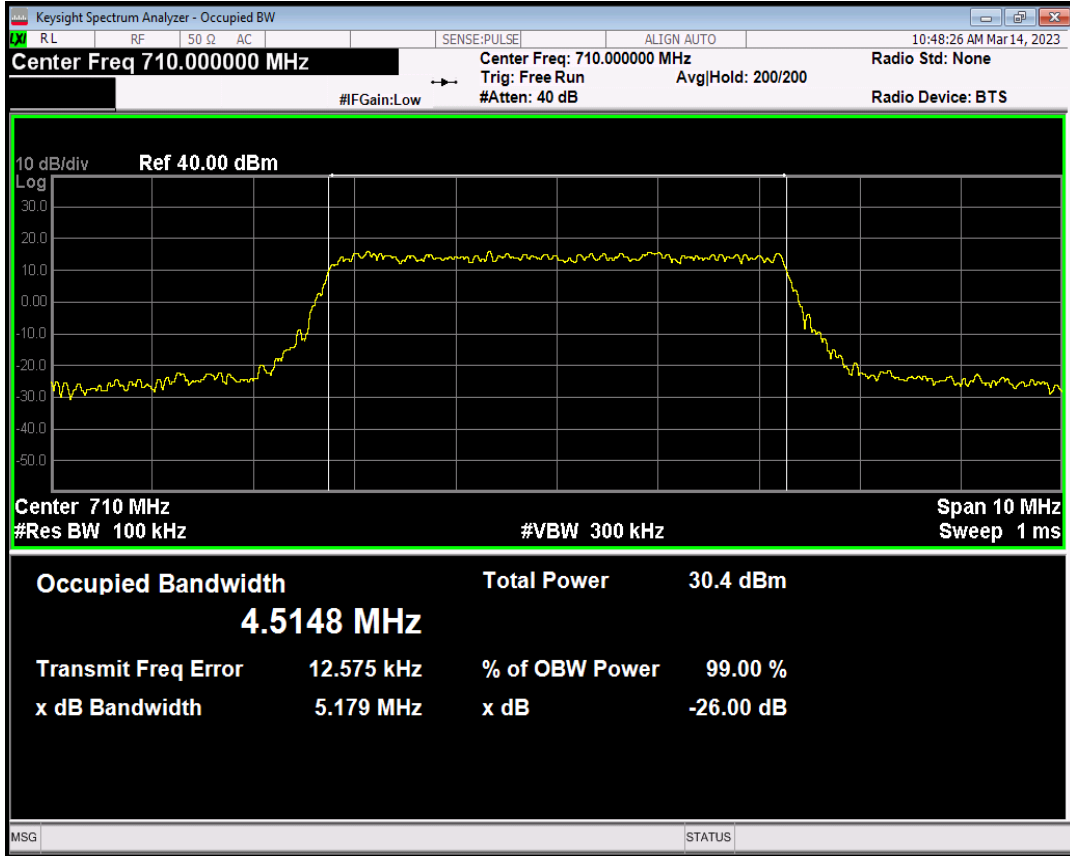 Keysight Spectrum Analyzer - Occupied BW
LXI RL RF 50 Ω AC SENSE:PULSE ALIGN AUTO 10:48:26 AM Mar 14, 2023
Center Freq 710.000000 MHz Center Freq: 710.000000 MHz Radio Std: None
Trig: Free Run Avg|Hold: 200/200
#IFGain:Low #Atten: 40 dB Radio Device: BTS
10 dB/div Ref 40.00 dBm
Log
30.0
20.0
10.0
0.00
-10.0
-20.0
-30.0
-40.0
-50.0
Center 710 MHz Span 10 MHz
#Res BW 100 kHz #VBW 300 kHz Sweep 1 ms
Occupied Bandwidth Total Power 30.4 dBm
4.5148 MHz
Transmit Freq Error 12.575 kHz % of OBW Power 99.00 %
x dB Bandwidth 5.179 MHz x dB -26.00 dB
MSG STATUS